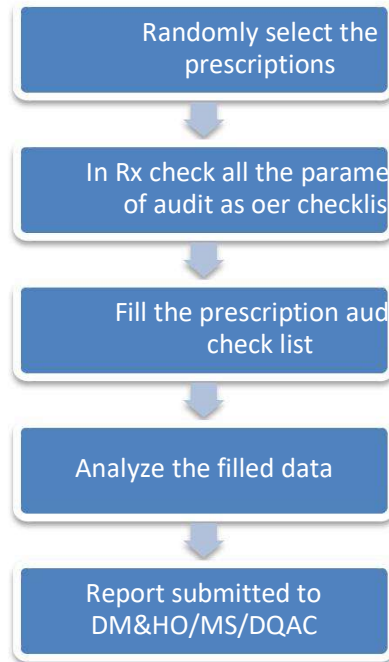 Randomly select the
prescriptions
In Rx check all the parame
of audit as oer checklis
Fill the prescription aud
check list
Analyze the filled data
Report submitted to
DM&HO/MS/DQAC